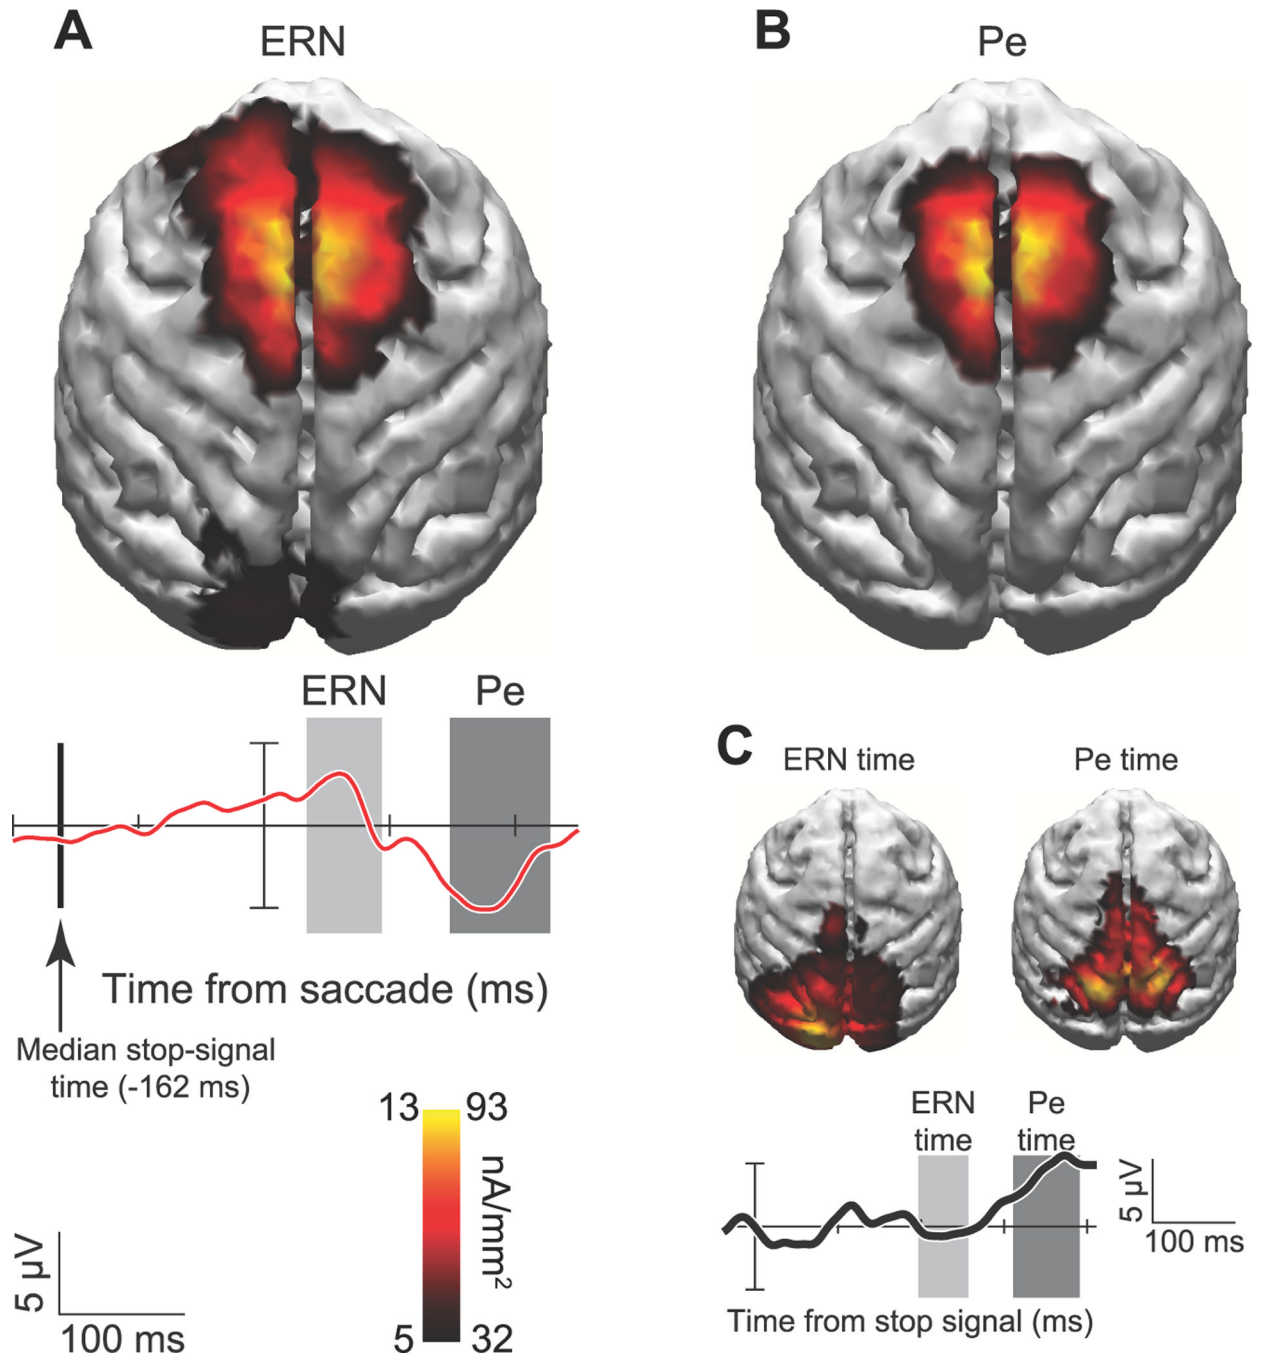 A
ERN
B
Pe
ERN
Pe
Time from saccade (ms)
Median stop-signal
time (-162 ms)
5 µV
100 ms
13
93
nA/mm²
5
32
C
ERN time
Pe time
ERN
time
Pe
time
5 µV
100 ms
Time from stop signal (ms)